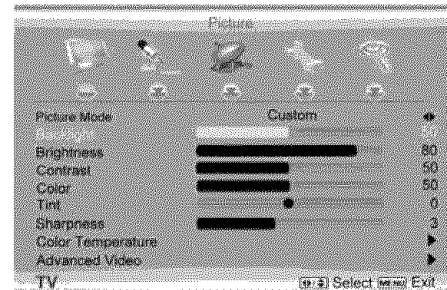 Picture
Picture Mode Custom
Backlight 50
Brightness 80
Contrast 50
Color 50
Tint 0
Sharpness 3
Color Temperature
Advanced Video
TV Select MENU Exit